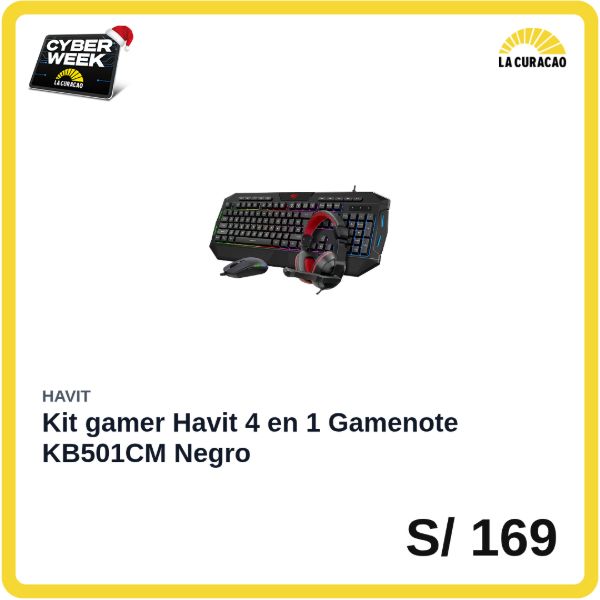 CYBER
WEEK
LA CURACAO
LA CURACAO
HAVIT
Kit gamer Havit 4 en 1 Gamenote
KB501CM Negro
S/ 169